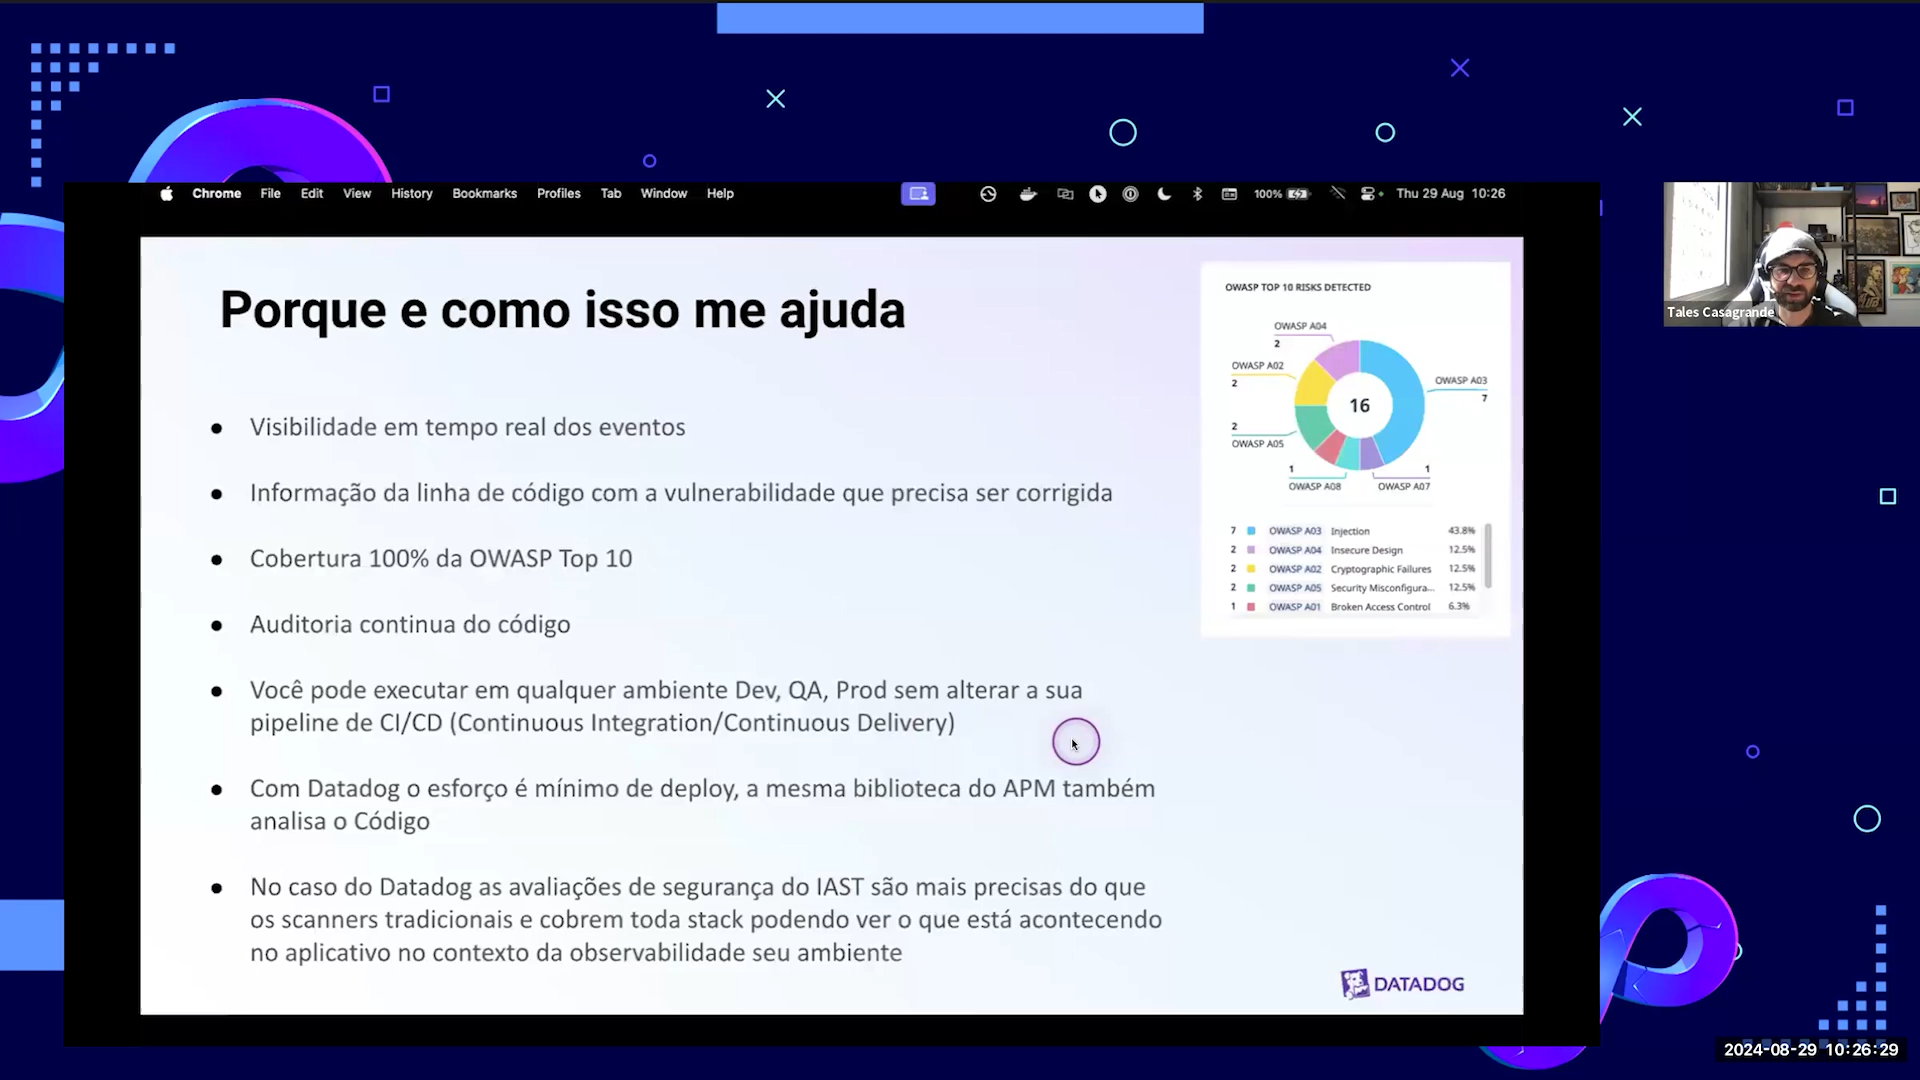 Chrome File Edit View History Bookmarks Profiles Tab Window Help 100% Thu 29 Aug 10:26
Porque e como isso me ajuda
Visibilidade em tempo real dos eventos
Informação da linha de código com a vulnerabilidade que precisa ser corrigida
Cobertura 100% da OWASP Top 10
Auditoria continua do código
Você pode executar em qualquer ambiente Dev, QA, Prod sem alterar a sua
pipeline de CI/CD (Continuous Integration/Continuous Delivery)
Com Datadog o esforço é mínimo de deploy, a mesma biblioteca do APM também
analisa o Código
No caso do Datadog as avaliações de segurança do IAST são mais precisas do que
os scanners tradicionais e cobrem toda stack podendo ver o que está acontecendo
no aplicativo no contexto da observabilidade seu ambiente
OWASP TOP 10 RISKS DETECTED
OWASP A04
2
OWASP A02
2
OWASP A03
7
16
2
OWASP A05
1
OWASP A08
1
OWASP A07
7 OWASP A03 Injection 43.8%
2 OWASP A04 Insecure Design 12.5%
2 OWASP A02 Cryptographic Failures 12.5%
2 OWASP A05 Security Misconfigura... 12.5%
1 OWASP A01 Broken Access Control 6.3%
DATADOG
Tales Casagrande
2024-08-29 10:26:29